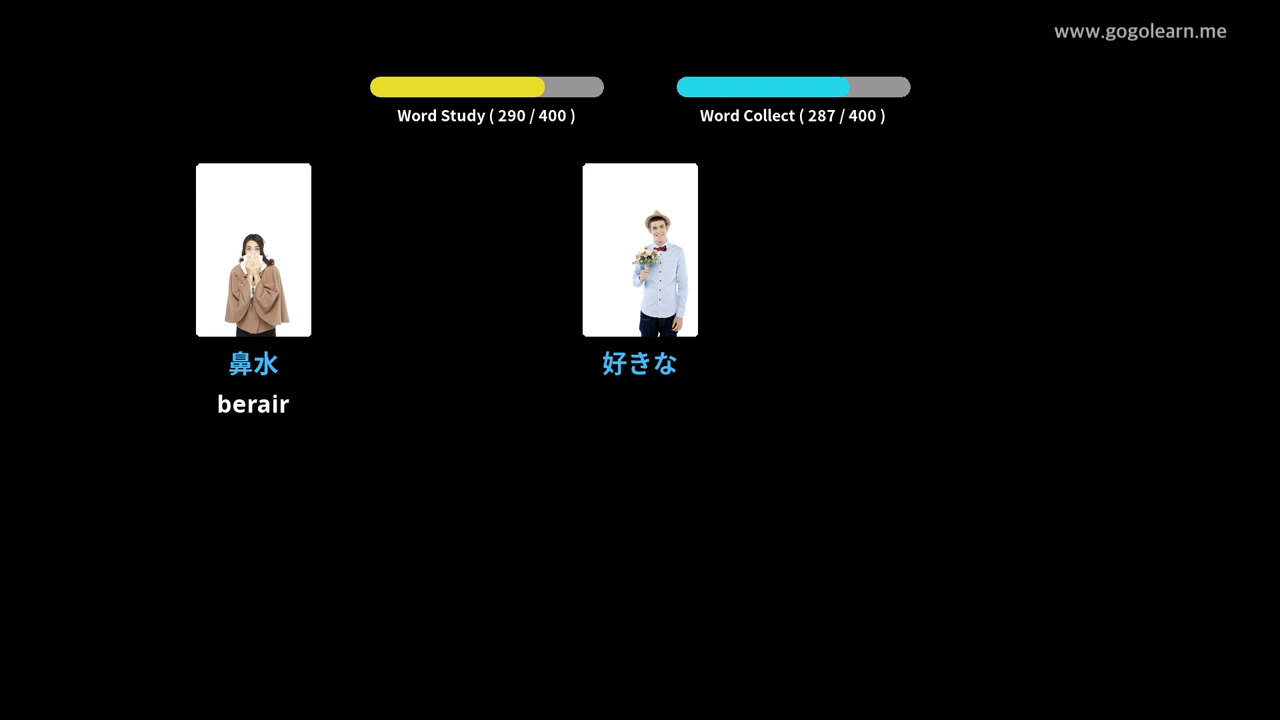 www.gogolearn.me
Word Study ( 290 / 400 )
Word Collect ( 287 / 400 )
鼻水
好きな
berair